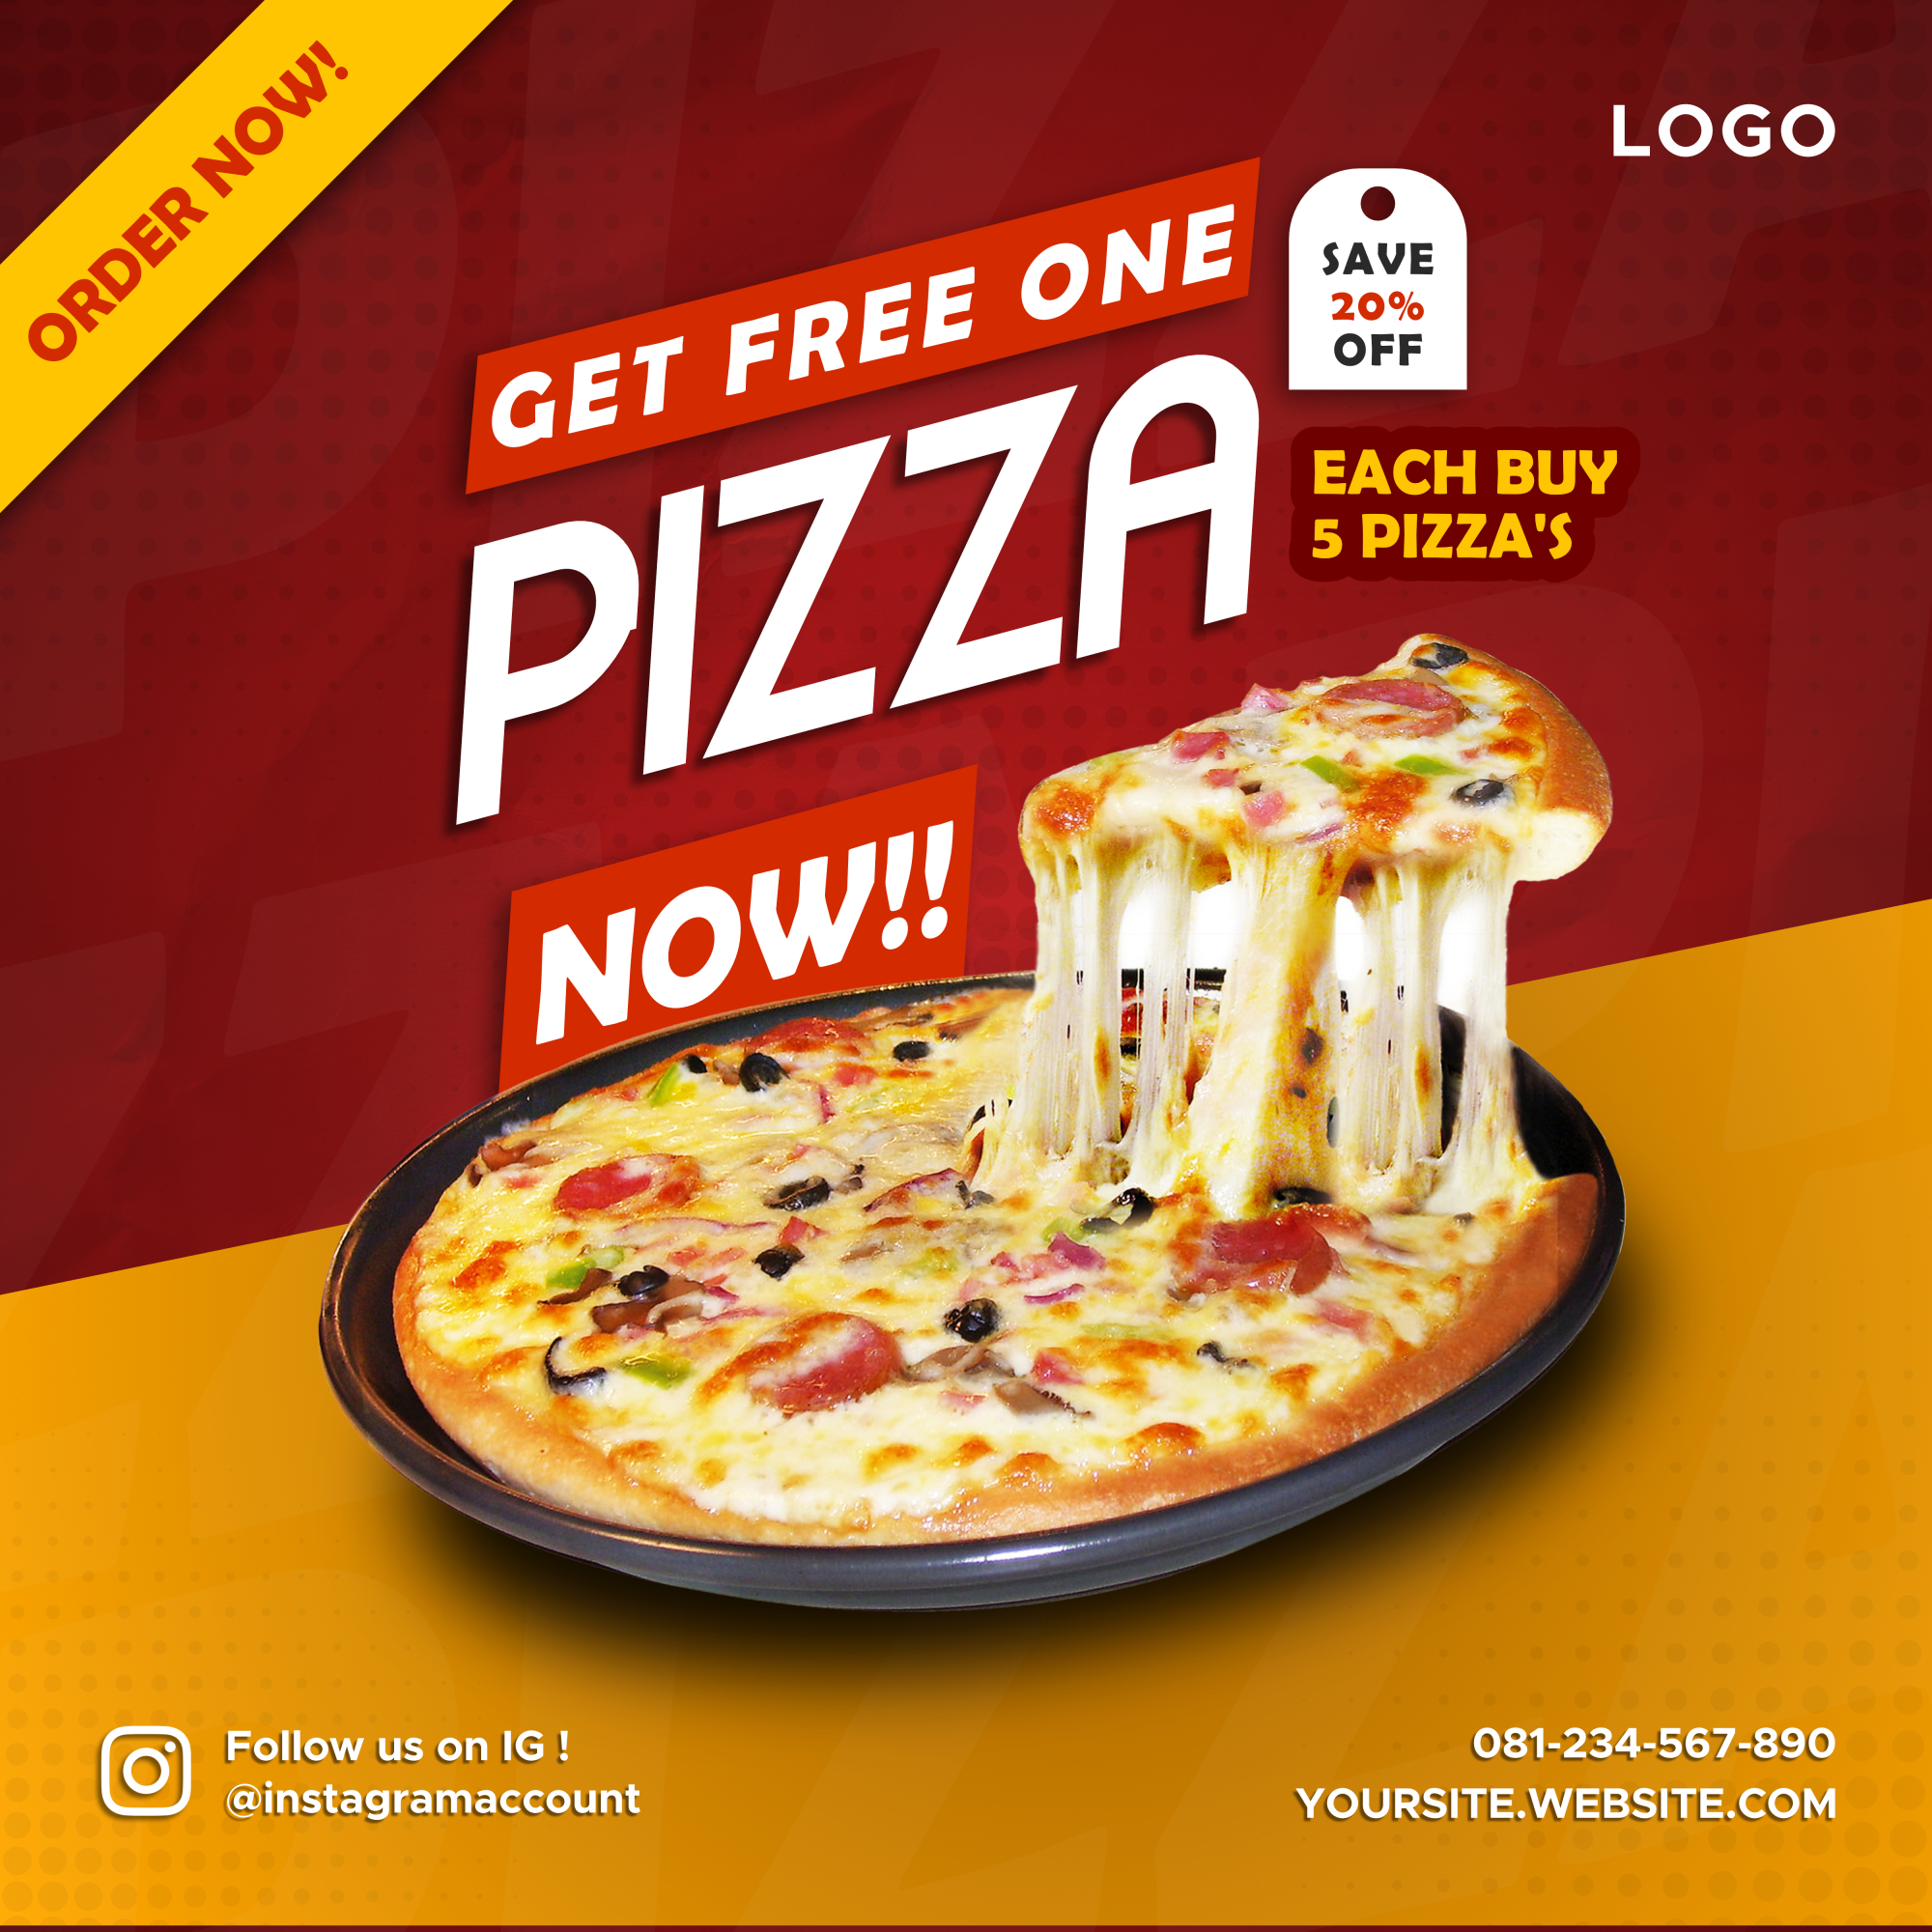 ORDER NOW!
LOGO
GET FREE ONE
PIZZA
NOW!!
SAVE
20%
OFF
EACH BUY
5 PIZZA'S
Follow us on IG !
@instagramaccount
081-234-567-890
YOURSITE.WEBSITE.COM